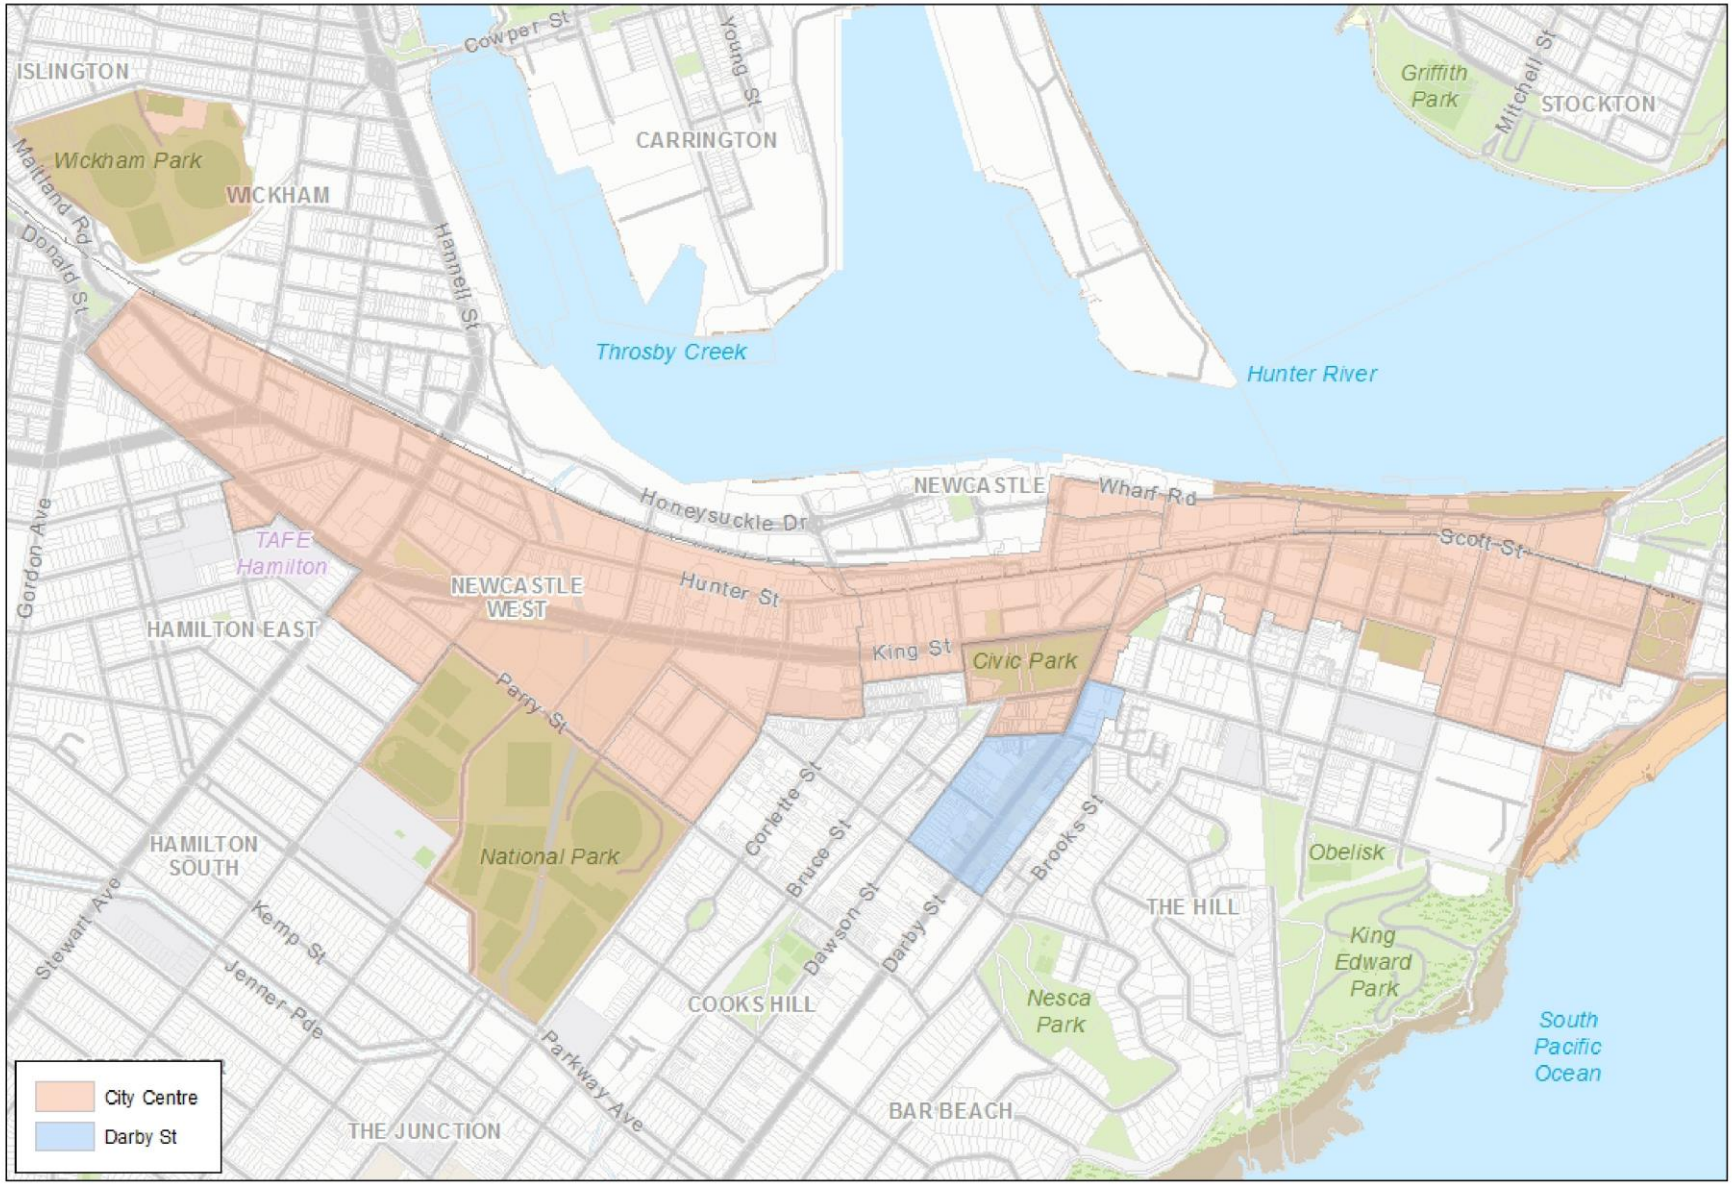 Cowper St
Young St
ISLINGTON
Griffith
Park
Mitchell St
STOCKTON
CARRINGTON
Wickham Park
Maitland Rd
WICKHAM
Donald St
Hannell St
Throsby Creek
Hunter River
NEWCASTLE
Wharf Rd
Honeysuckle Dr
Scott St
Gordon Ave
TAFE
Hamilton
NEWCASTLE
WEST
Hunter St
HAMILTON EAST
King St
Civic Park
Parry St
Corlette St
Bruce St
Brooks St
HAMILTON
SOUTH
National Park
Obelisk
Stewart Ave
Kemp St
Dawson St
Darby St
THE HILL
King
Edward
Park
Jenner Pde
COOKS HILL
Nesca
Park
South
Pacific
Ocean
Parkway Ave
City Centre
Darby St
THE JUNCTION
BAR BEACH